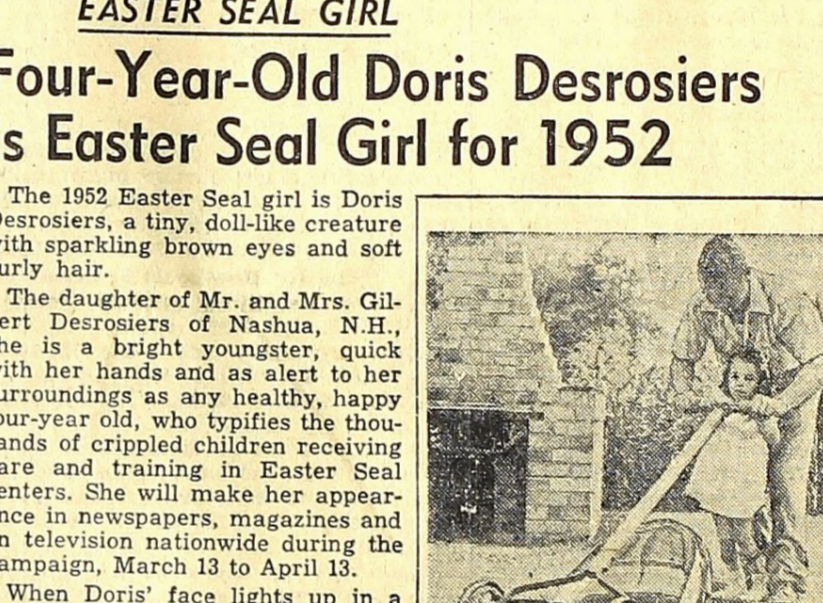 EASTER SEAL GIRL
Four-Year-Old Doris Desrosiers
s Easter Seal Girl for 1952
The 1952 Easter Seal girl is Doris
esrosiers, a tiny, doll-like creature
ith sparkling brown eyes and soft
urly hair.
The daughter of Mr. and Mrs. Gil-
ert Desrosiers of Nashua, N.H.,
he is a bright youngster, quick
ith her hands and as alert to her
urroundings as any healthy, happy
our-year old, who typifies the thou-
ands of crippled children receiving
are and training in Easter Seal
enters. She will make her appear-
nce in newspapers, magazines and
n television nationwide during the
ampaign, March 13 to April 13.
When Doris' face lights up in a